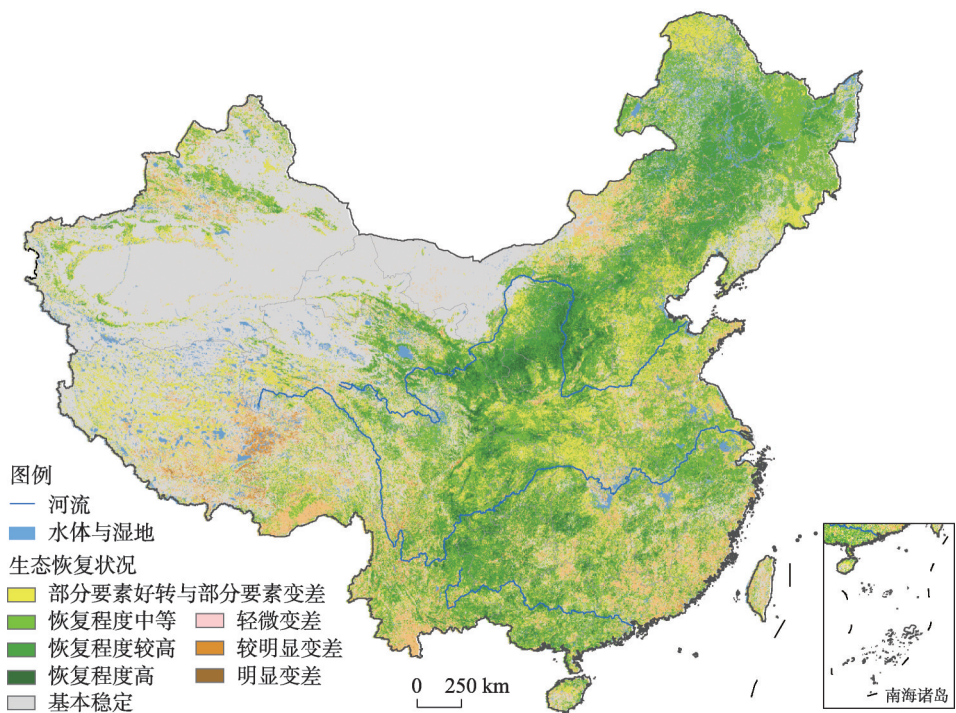 图例
河流
水体与湿地
生态恢复状况
部分要素好转与部分要素变差
恢复程度中等 轻微变差
恢复程度较高 较明显变差
恢复程度高 明显变差
基本稳定
0 250 km
南海诸岛